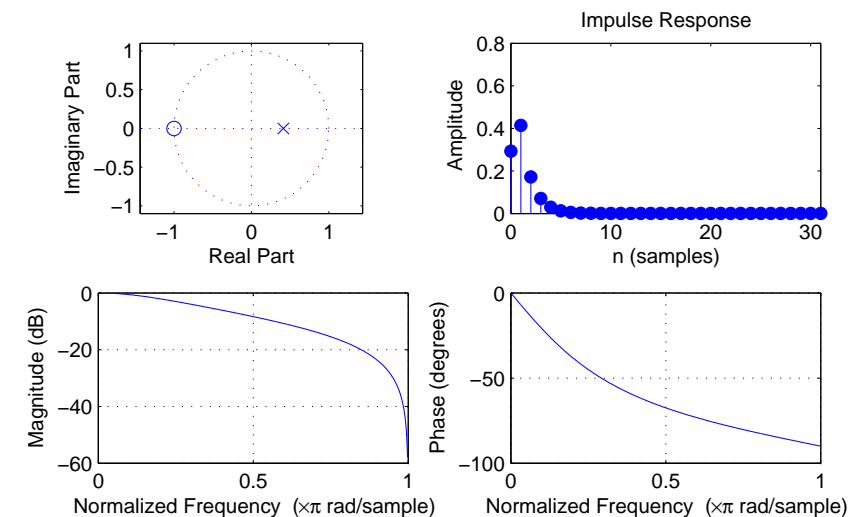 Imaginary Part
1
0.5
0
−0.5
−1
−1 0 1
Real Part
Impulse Response
Amplitude
0.8
0.6
0.4
0.2
0
0 10 20 30
n (samples)
Magnitude (dB)
0
−20
−40
−60
0 0.5 1
Normalized Frequency (×π rad/sample)
Phase (degrees)
0
−50
−100
0 0.5 1
Normalized Frequency (×π rad/sample)